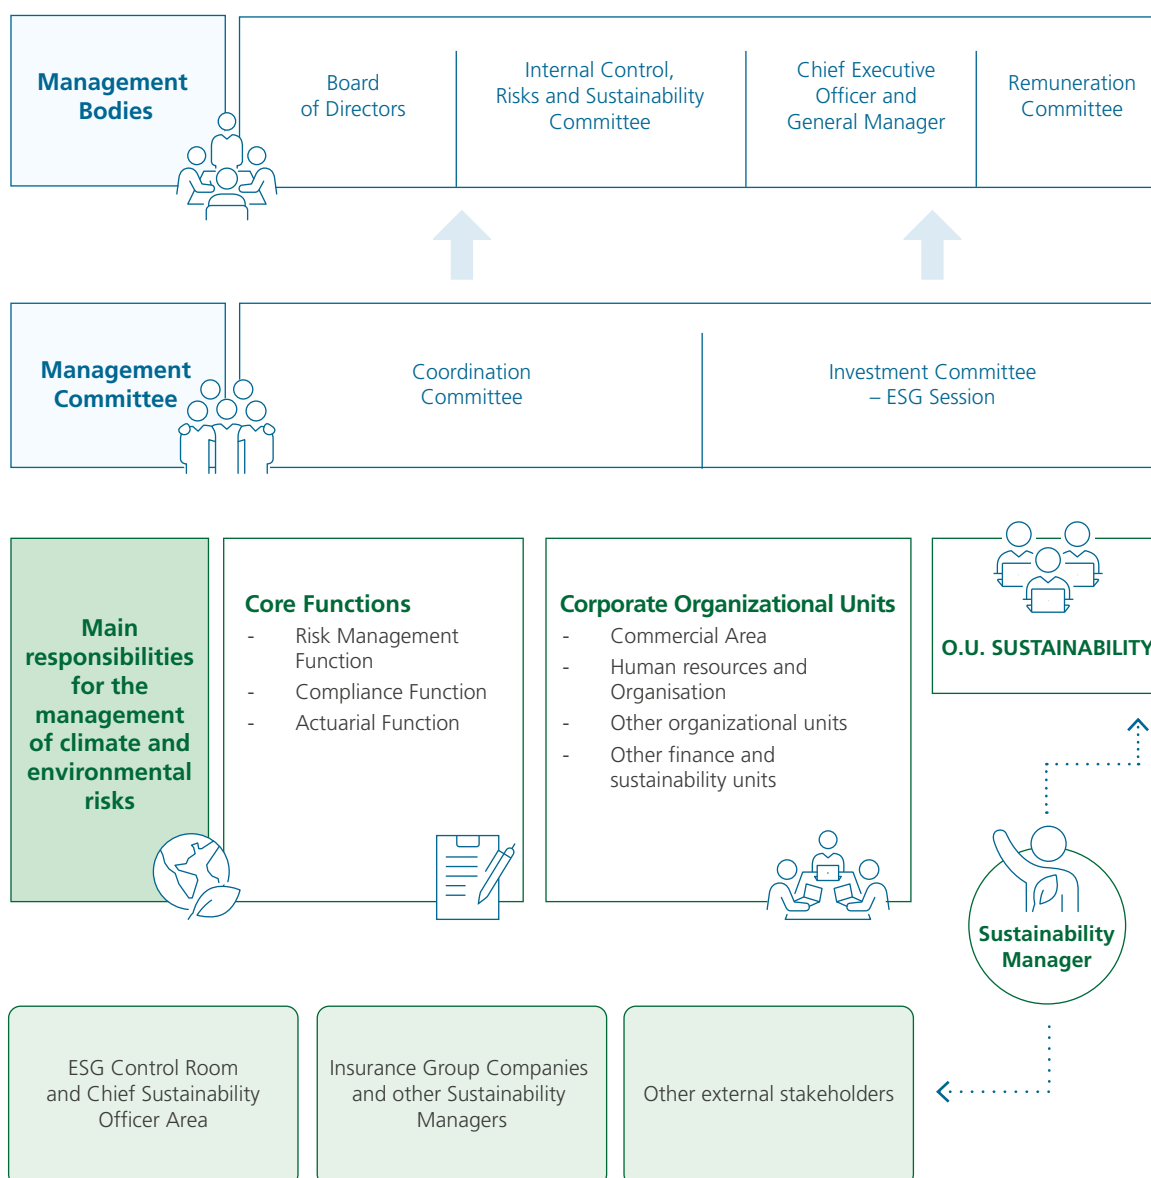 Management
Bodies
Board
of Directors
Internal Control,
Risks and Sustainability
Committee
Chief Executive
Officer and
General Manager
Remuneration
Committee
Management
Committee
Coordination
Committee
Investment Committee
– ESG Session
Main
responsibilities
for the
management
of climate and
environmental
risks
Core Functions
- Risk Management
Function
- Compliance Function
- Actuarial Function
Corporate Organizational Units
- Commercial Area
- Human resources and
Organisation
- Other organizational units
- Other finance and
sustainability units
O.U. SUSTAINABILITY
Sustainability
Manager
ESG Control Room
and Chief Sustainability
Officer Area
Insurance Group Companies
and other Sustainability
Managers
Other external stakeholders